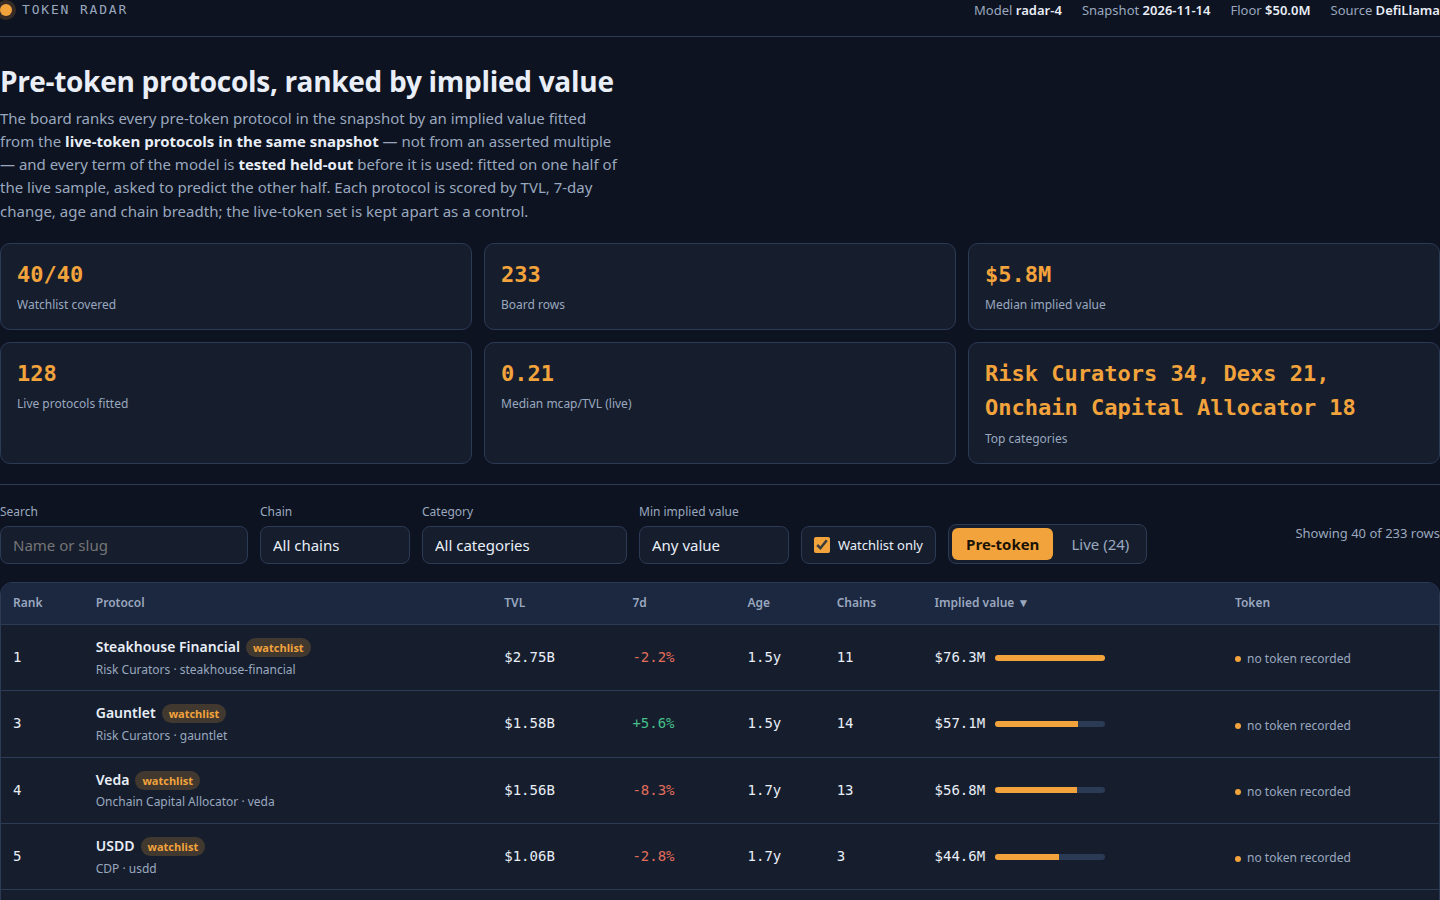 TOKEN RADAR
Model radar-4 Snapshot 2026-11-14 Floor $50.0M Source DefiLlama
Pre-token protocols, ranked by implied value
The board ranks every pre-token protocol in the snapshot by an implied value fitted
from the live-token protocols in the same snapshot — not from an asserted multiple
— and every term of the model is tested held-out before it is used: fitted on one half of
the live sample, asked to predict the other half. Each protocol is scored by TVL, 7-day
change, age and chain breadth; the live-token set is kept apart as a control.
40/40
Watchlist covered
233
Board rows
$5.8M
Median implied value
128
Live protocols fitted
0.21
Median mcap/TVL (live)
Risk Curators 34, Dexs 21,
Onchain Capital Allocator 18
Top categories
Search
Name or slug
Chain
All chains
Category
All categories
Min implied value
Any value
Watchlist only
Pre-token Live (24)
Showing 40 of 233 rows
Rank Protocol TVL 7d Age Chains Implied value ▼ Token
1 Steakhouse Financial watchlist $2.75B -2.2% 1.5y 11 $76.3M no token recorded
Risk Curators · steakhouse-financial
3 Gauntlet watchlist $1.58B +5.6% 1.5y 14 $57.1M no token recorded
Risk Curators · gauntlet
4 Veda watchlist $1.56B -8.3% 1.7y 13 $56.8M no token recorded
Onchain Capital Allocator · veda
5 USDD watchlist $1.06B -2.8% 1.7y 3 $44.6M no token recorded
CDP · usdd